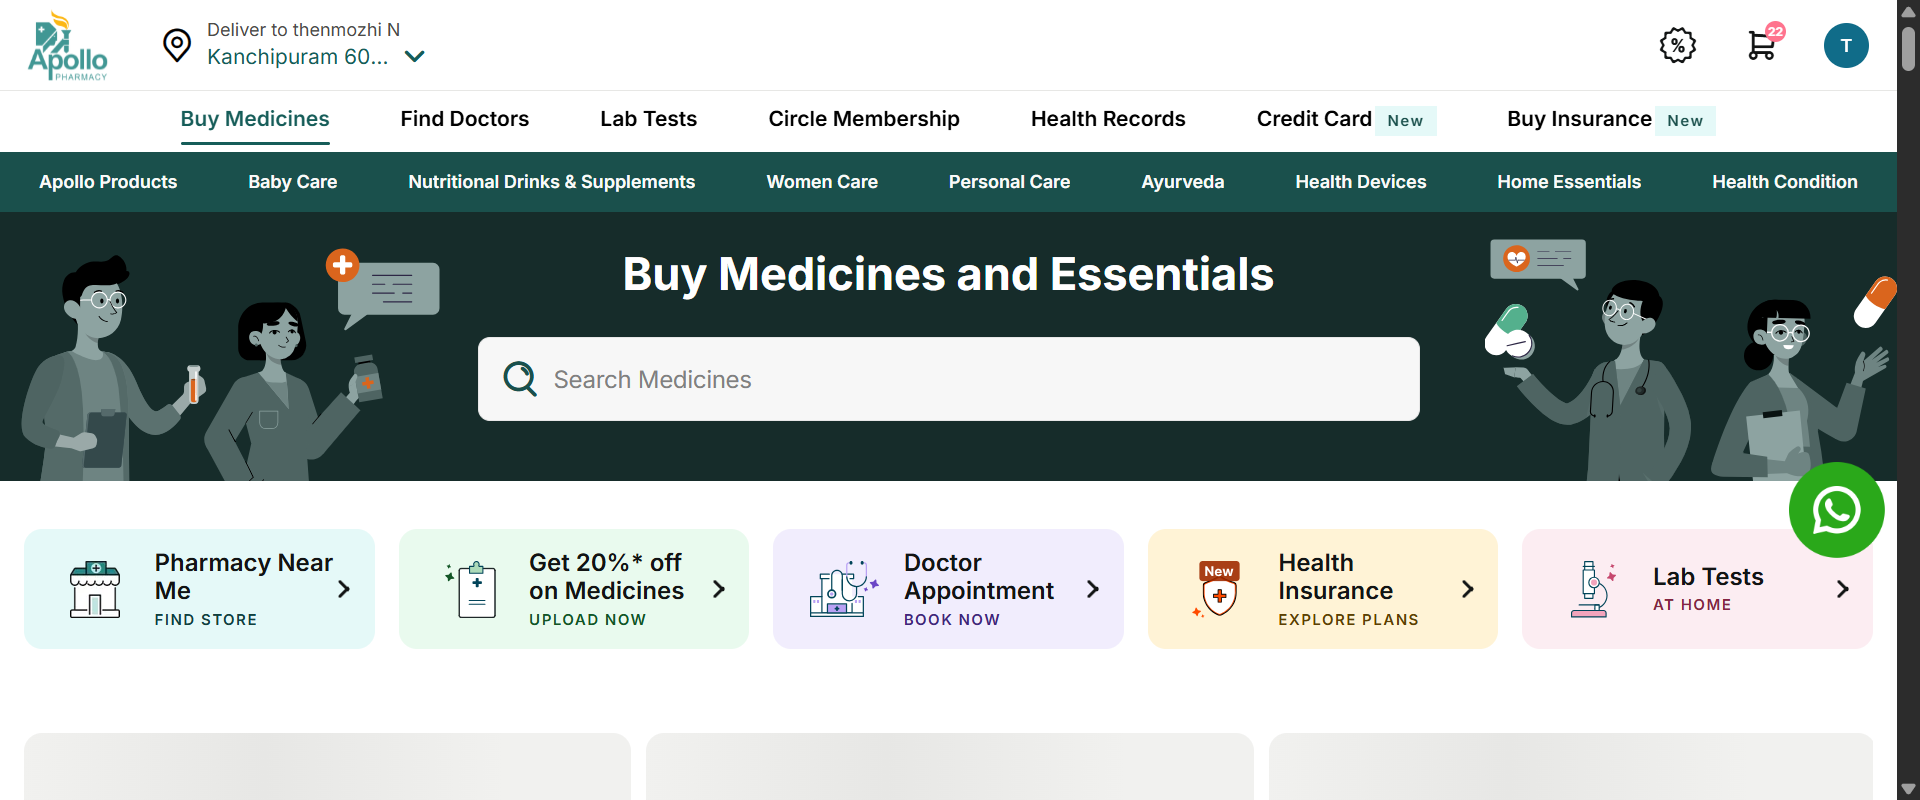 Apollo
PHARMACY
Deliver to thenmozhi N
Kanchipuram 60...
22
T
Buy Medicines
Find Doctors
Lab Tests
Circle Membership
Health Records
Credit Card New
Buy Insurance New
Apollo Products
Baby Care
Nutritional Drinks & Supplements
Women Care
Personal Care
Ayurveda
Health Devices
Home Essentials
Health Condition
Buy Medicines and Essentials
Search Medicines
Pharmacy Near
Me
FIND STORE
Get 20%* off
on Medicines
UPLOAD NOW
Doctor
Appointment
BOOK NOW
New
Health
Insurance
EXPLORE PLANS
Lab Tests
AT HOME